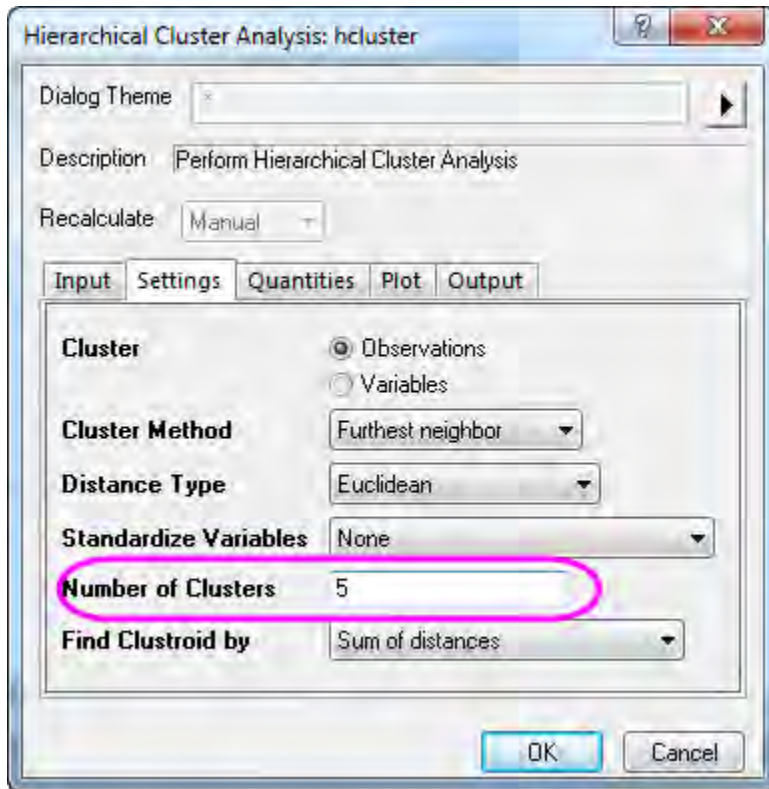 Hierarchical Cluster Analysis: hcluster
Dialog Theme *
Description Perform Hierarchical Cluster Analysis
Recalculate Manual
Input Settings Quantities Plot Output
Cluster Observations
Variables
Cluster Method Furthest neighbor
Distance Type Euclidean
Standardize Variables None
Number of Clusters 5
Find Clustroid by Sum of distances
OK Cancel